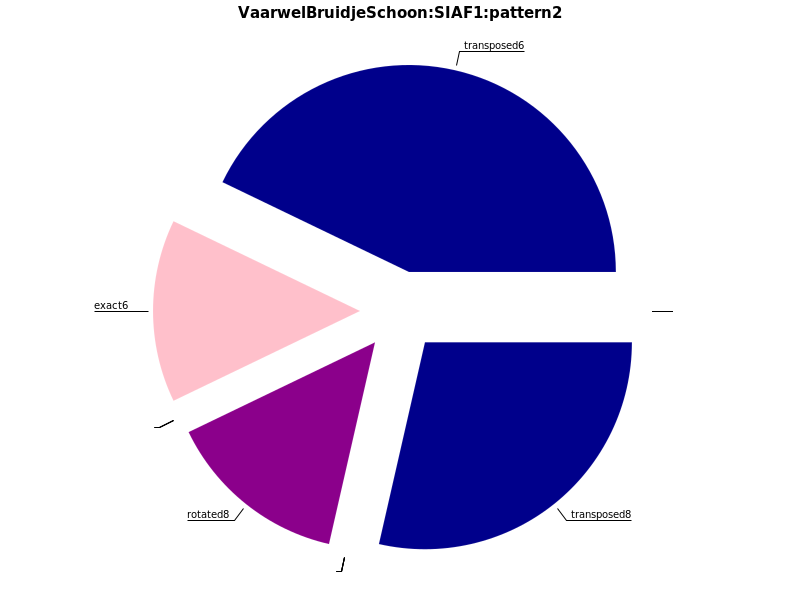 VaarwelBruidjeSchoon:SIAF1:pattern2
transposed6
exact6
rotated8
transposed8